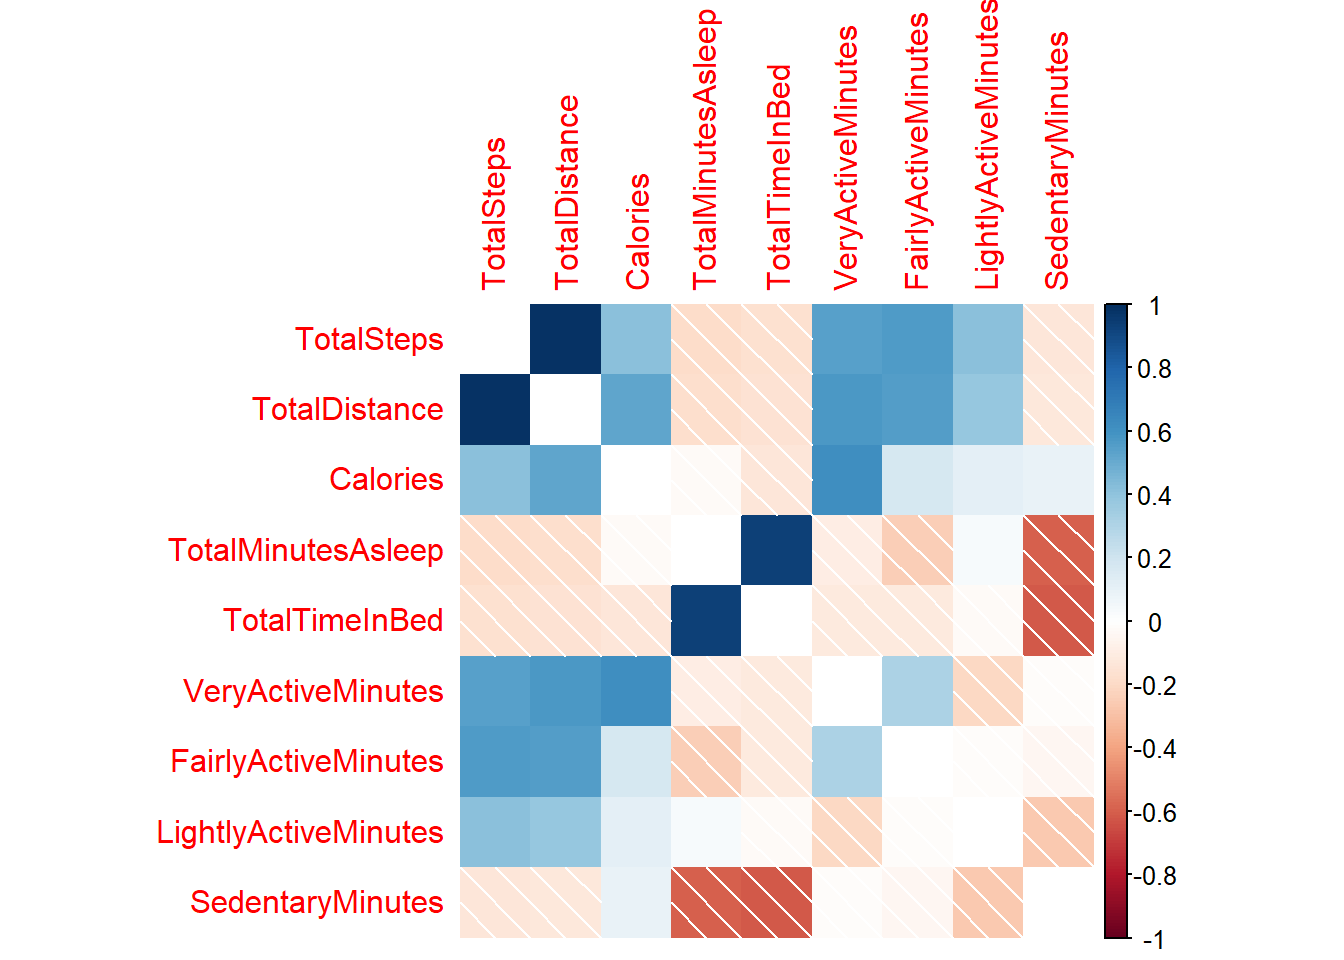 TotalSteps
TotalDistance
Calories
TotalMinutesAsleep
TotalTimeInBed
VeryActiveMinutes
FairlyActiveMinutes
LightlyActiveMinutes
SedentaryMinutes
TotalSteps
TotalDistance
Calories
TotalMinutesAsleep
TotalTimeInBed
VeryActiveMinutes
FairlyActiveMinutes
LightlyActiveMinutes
SedentaryMinutes
1
0.8
0.6
0.4
0.2
0
-0.2
-0.4
-0.6
-0.8
-1